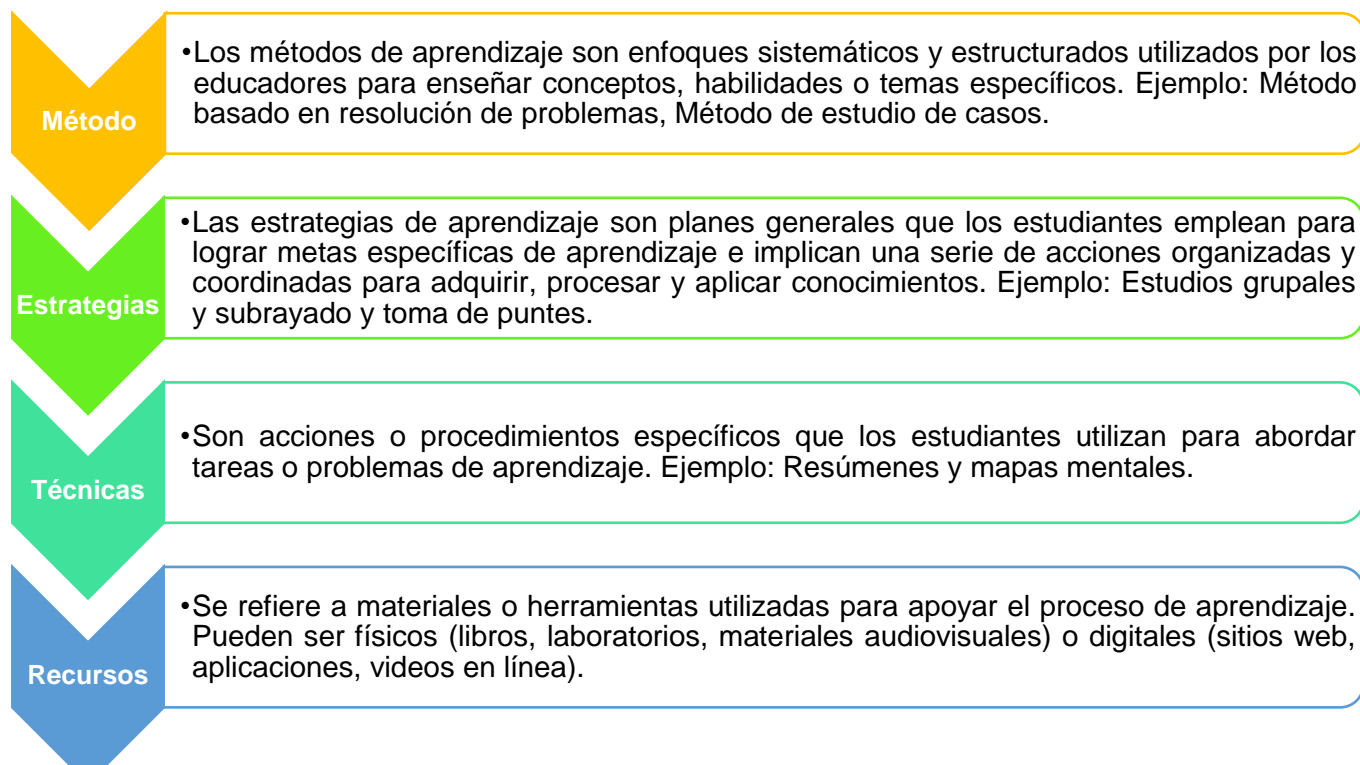 Método
•Los métodos de aprendizaje son enfoques sistemáticos y estructurados utilizados por los
educadores para enseñar conceptos, habilidades o temas específicos. Ejemplo: Método
basado en resolución de problemas, Método de estudio de casos.
Estrategias
•Las estrategias de aprendizaje son planes generales que los estudiantes emplean para
lograr metas específicas de aprendizaje e implican una serie de acciones organizadas y
coordinadas para adquirir, procesar y aplicar conocimientos. Ejemplo: Estudios grupales
y subrayado y toma de puntes.
Técnicas
•Son acciones o procedimientos específicos que los estudiantes utilizan para abordar
tareas o problemas de aprendizaje. Ejemplo: Resúmenes y mapas mentales.
Recursos
•Se refiere a materiales o herramientas utilizadas para apoyar el proceso de aprendizaje.
Pueden ser físicos (libros, laboratorios, materiales audiovisuales) o digitales (sitios web,
aplicaciones, videos en línea).